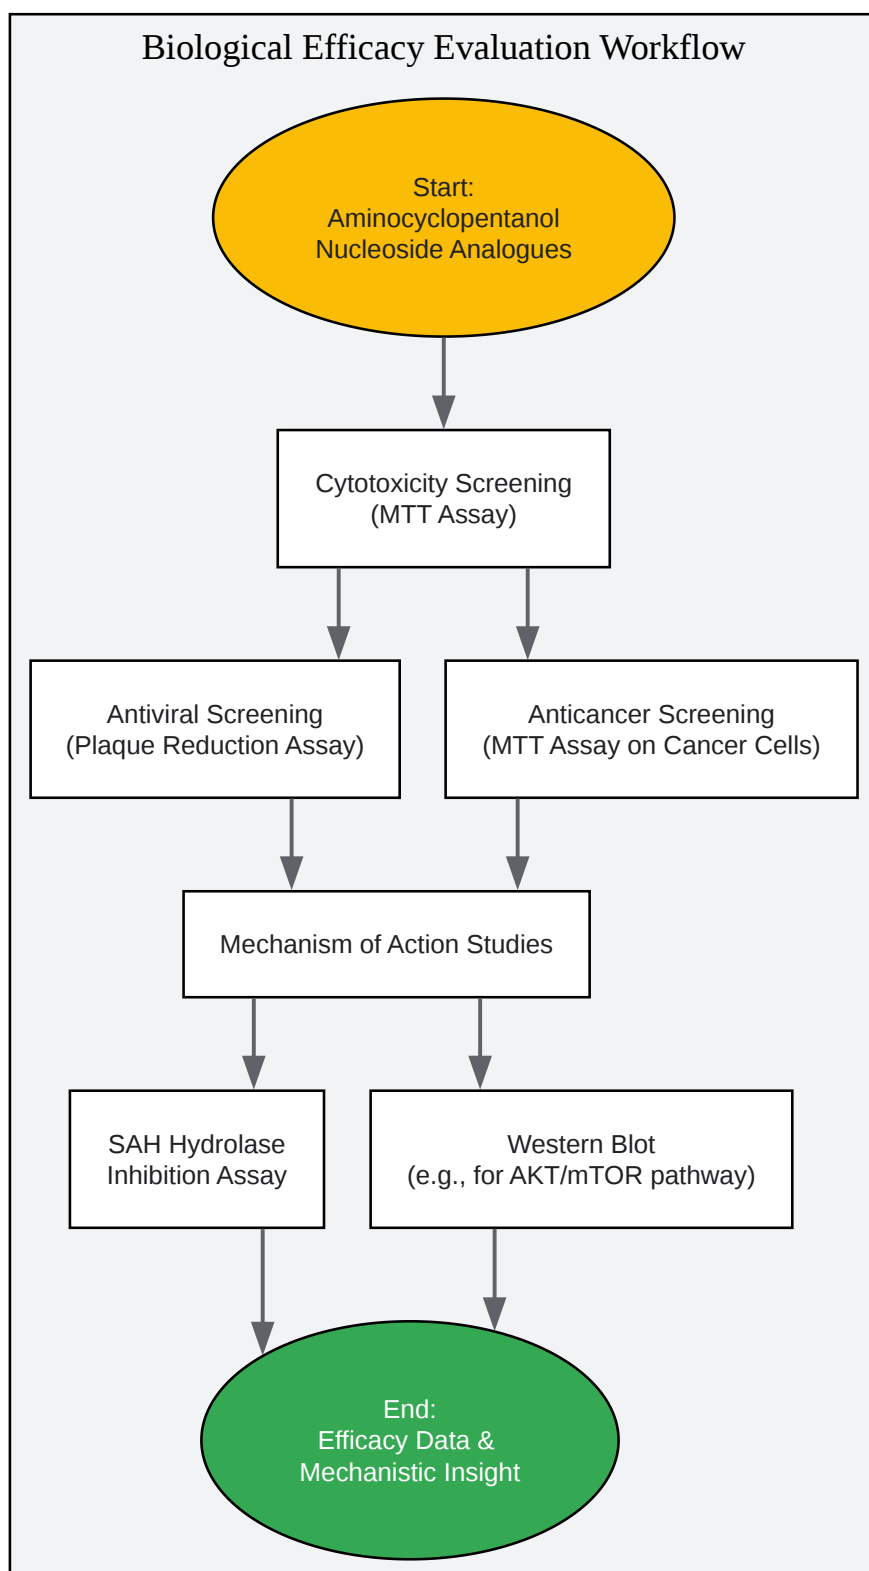 Biological Efficacy Evaluation Workflow
Start:
Aminocyclopentanol
Nucleoside Analogues
Cytotoxicity Screening
(MTT Assay)
Antiviral Screening
(Plaque Reduction Assay)
Anticancer Screening
(MTT Assay on Cancer Cells)
Mechanism of Action Studies
SAH Hydrolase
Inhibition Assay
Western Blot
(e.g., for AKT/mTOR pathway)
End:
Efficacy Data &
Mechanistic Insight